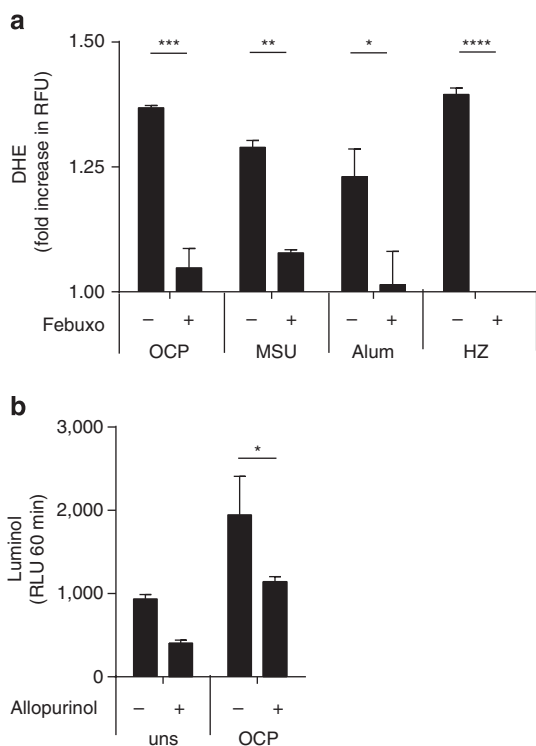 a
1.50
1.25
1.00
DHE
(fold increase in RFU)
*** ** * ****
Febuxo − + − + − + − +
OCP MSU Alum HZ
b
3,000
2,000
1,000
0
Luminol
(RLU 60 min)
*
Allopurinol − + − +
uns OCP